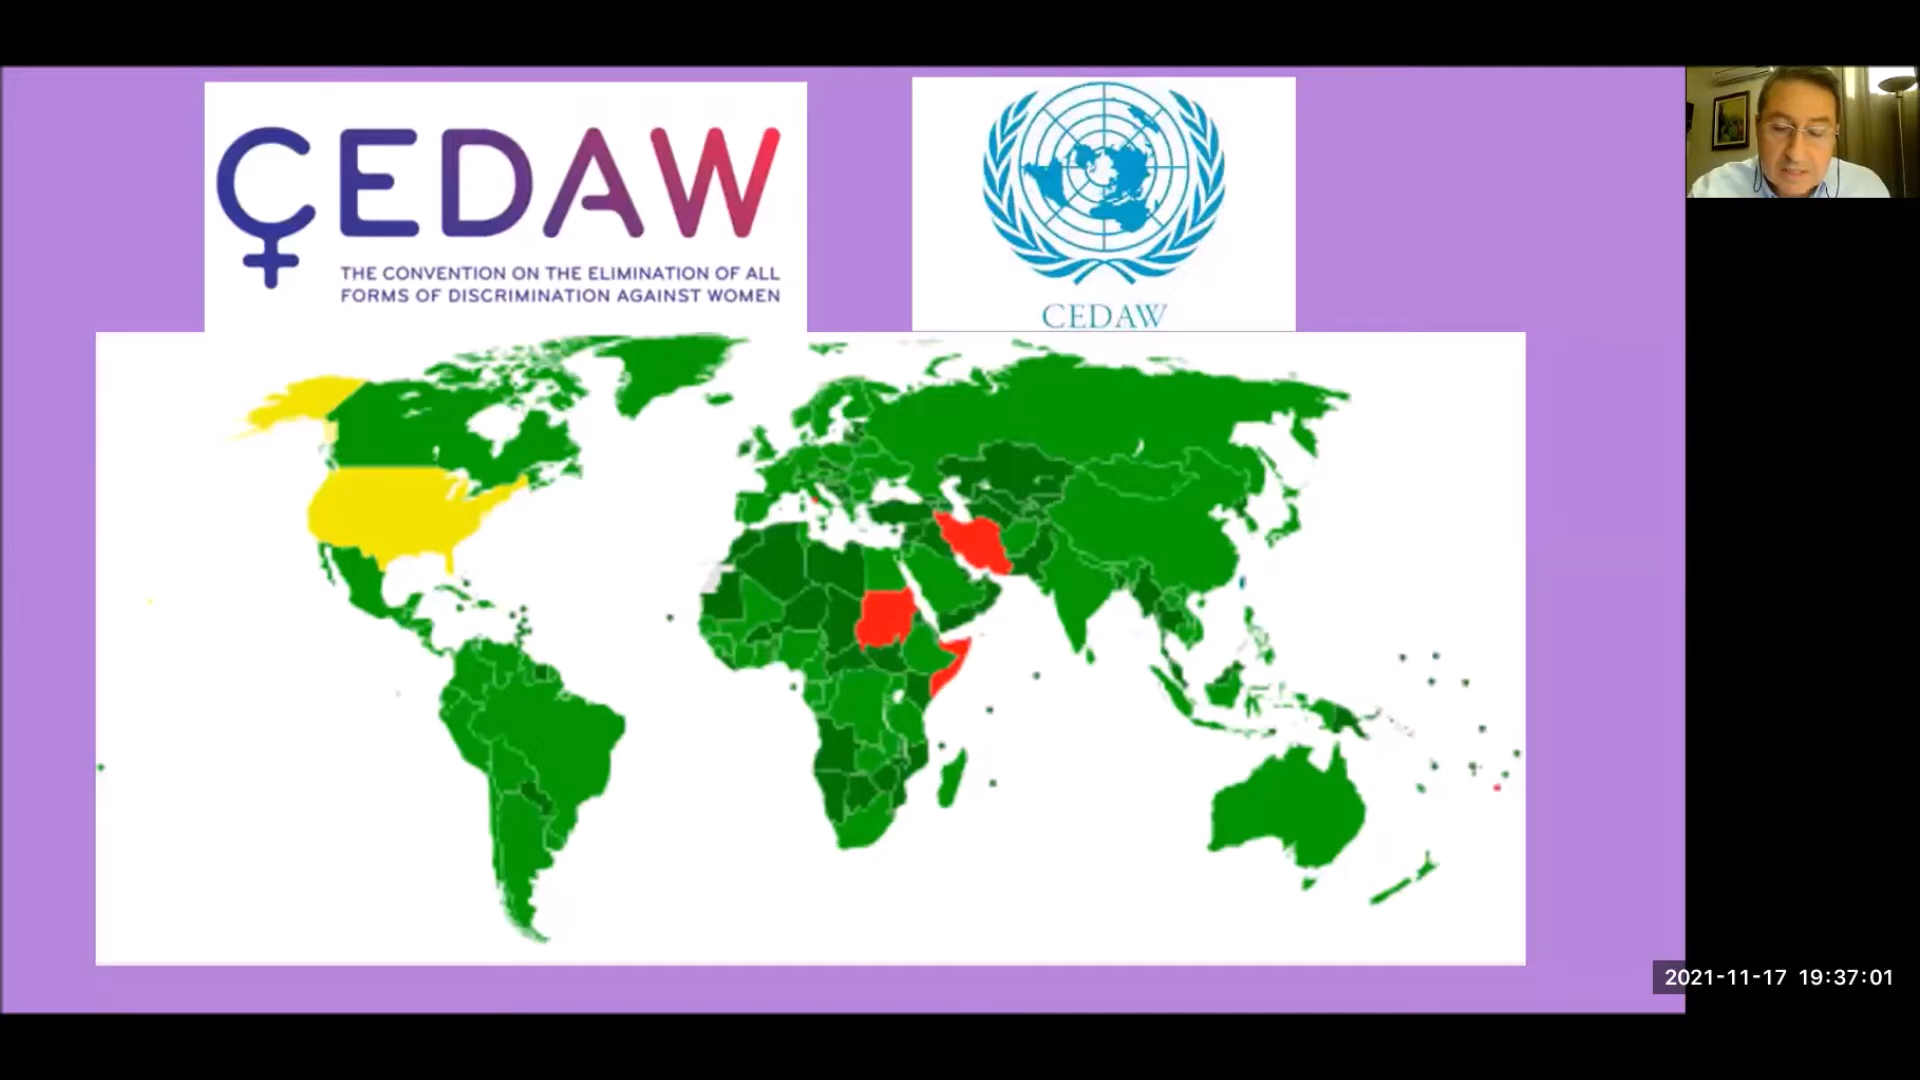 CEDAW
THE CONVENTION ON THE ELIMINATION OF ALL
FORMS OF DISCRIMINATION AGAINST WOMEN
CEDAW
2021-11-17 19:37:01